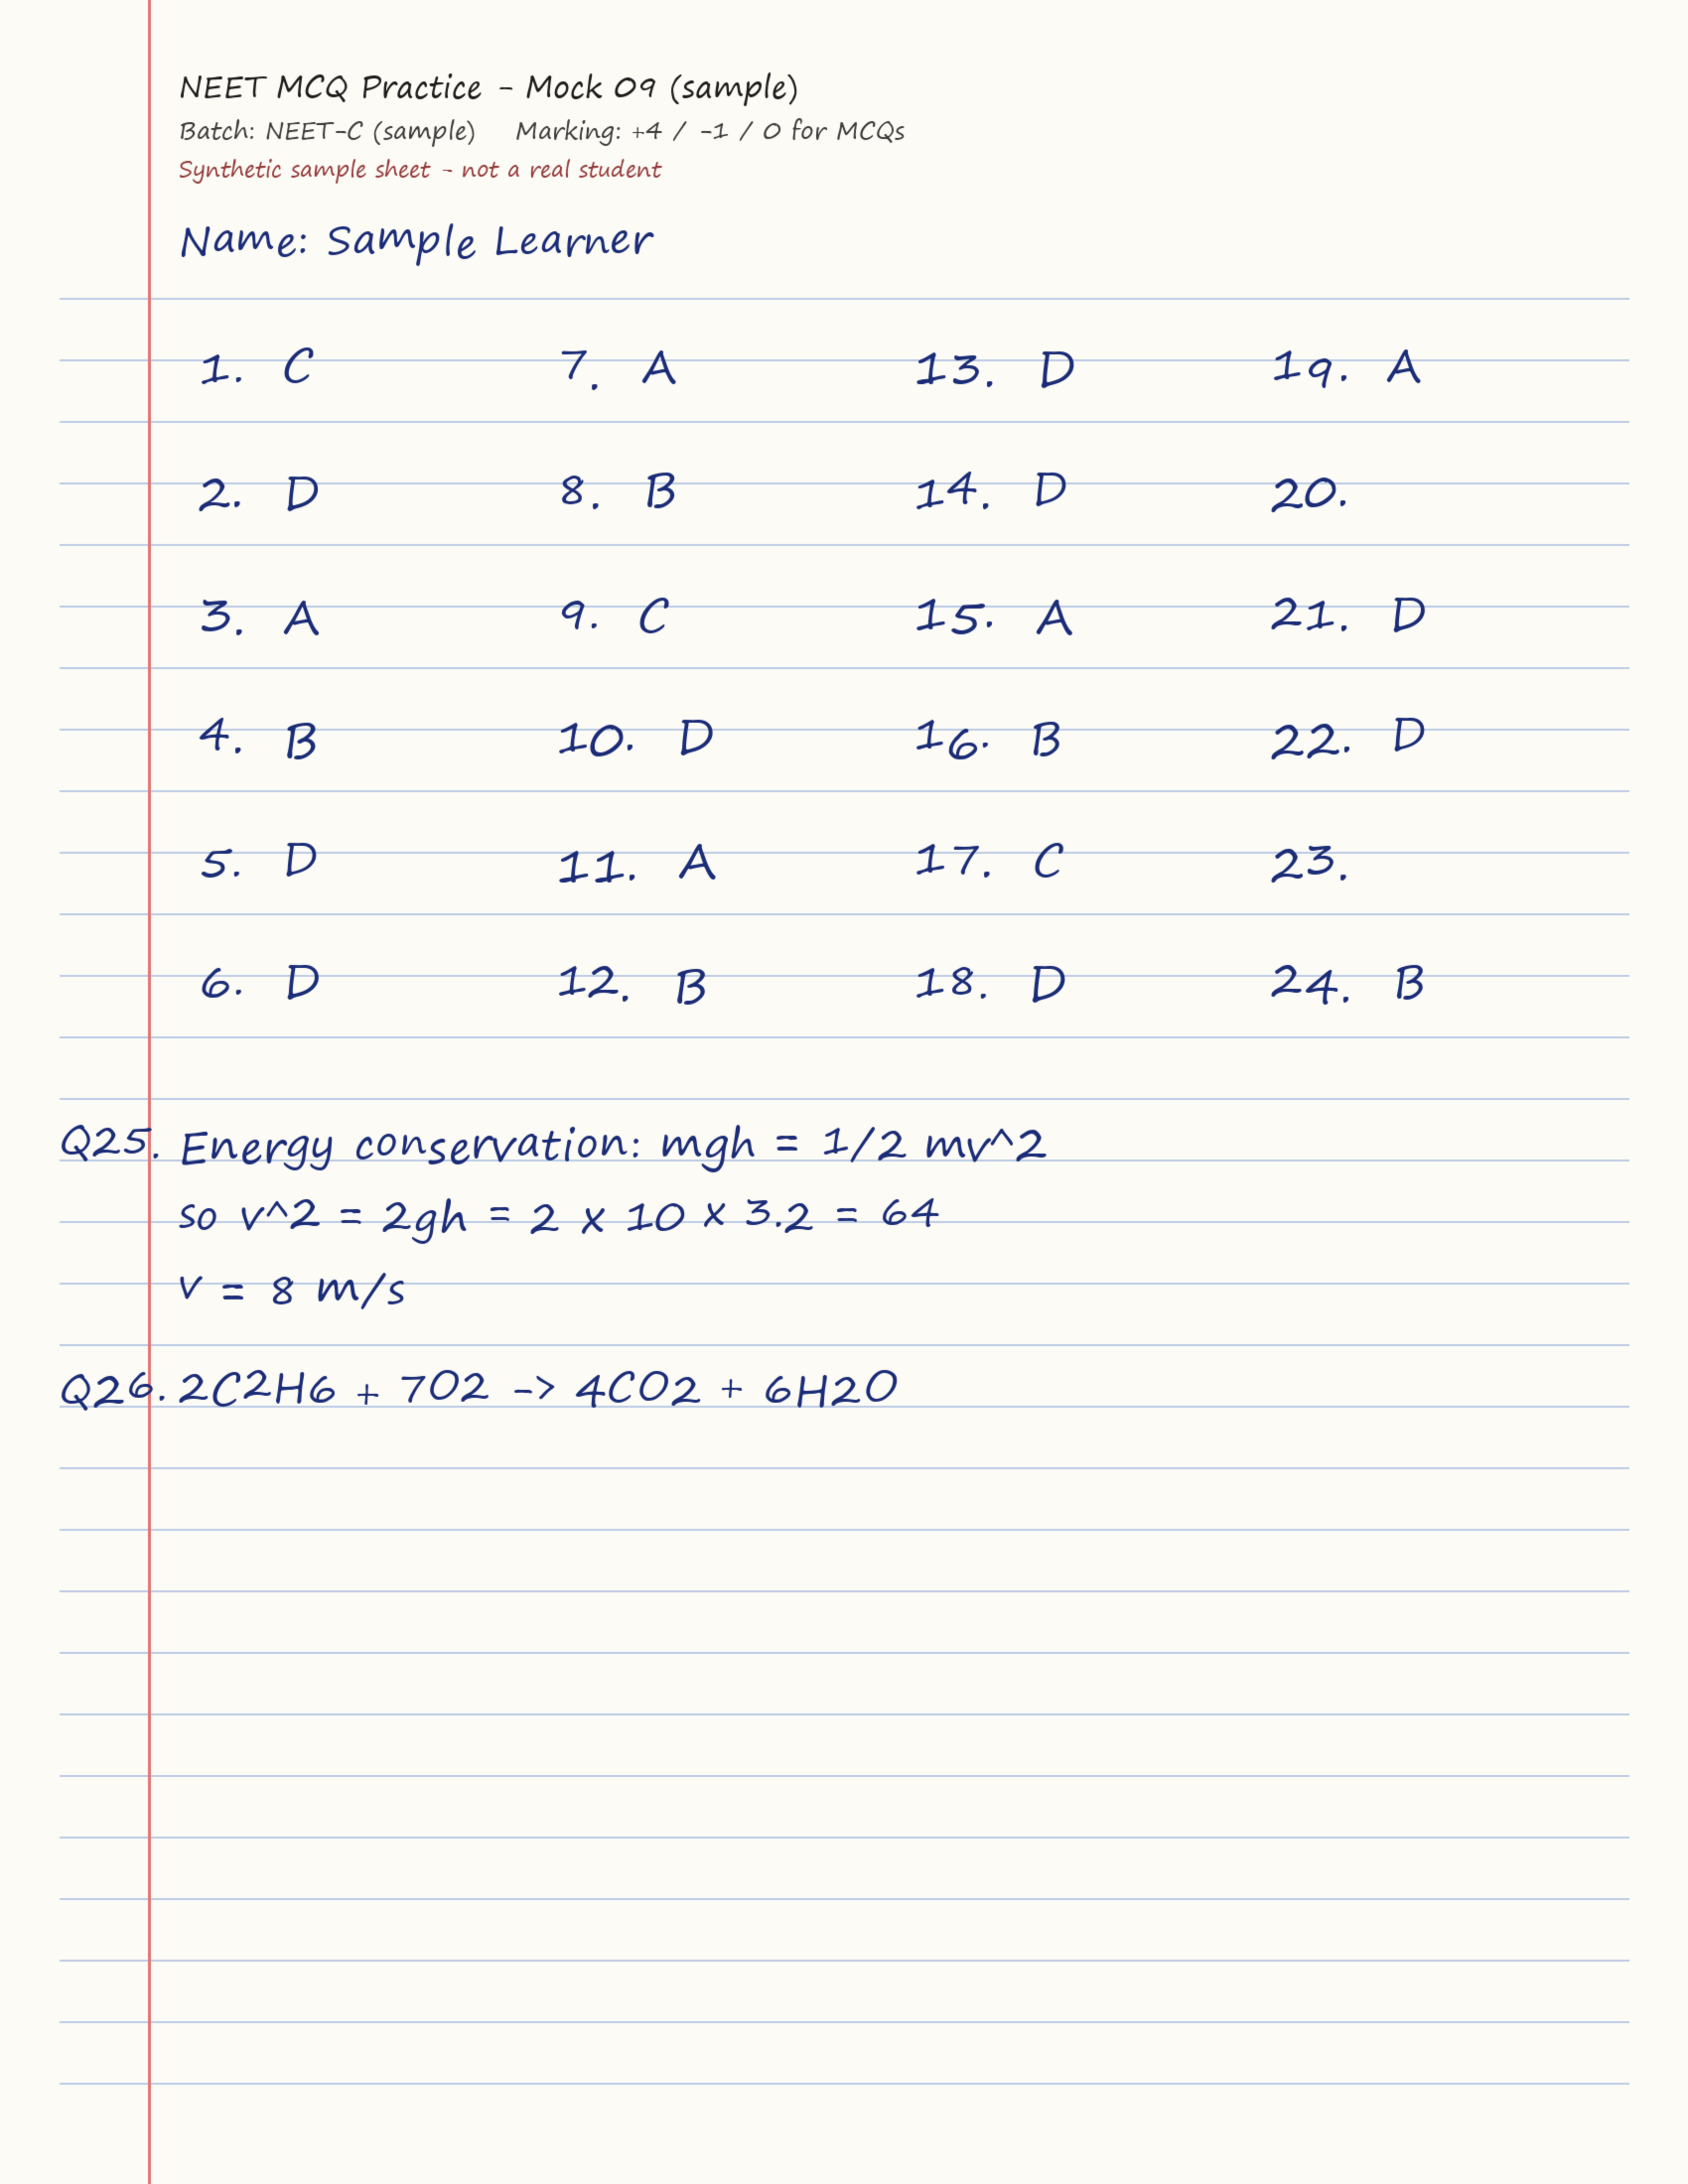 NEET MCQ Practice - Mock 09 (sample)
Batch: NEET-C (sample) Marking: +4 / -1 / 0 for MCQs
Synthetic sample sheet - not a real student
Name: Sample Learner
1. C 7. A 13. D 19. A
2. D 8. B 14. D 20.
3. A 9. C 15. A 21. D
4. B 10. D 16. B 22. D
5. D 11. A 17. C 23.
6. D 12. B 18. D 24. B
Q25. Energy conservation: mgh = 1/2 mv^2
so v^2 = 2gh = 2 x 10 x 3.2 = 64
v = 8 m/s
Q26. 2C2H6 + 7O2 -> 4CO2 + 6H2O